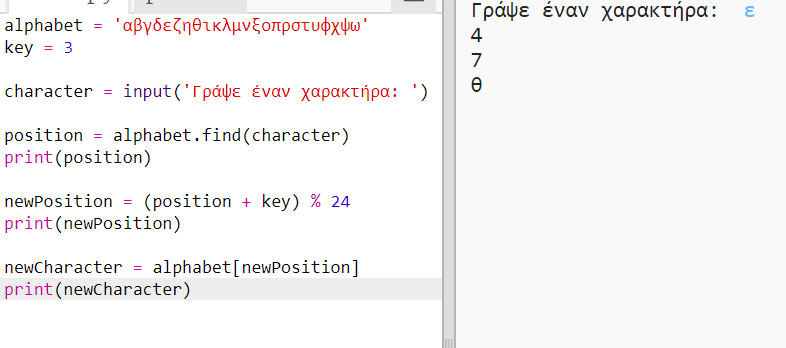 alphabet = 'αβγδεζηθικλμνξοπρστυφχψω'
key = 3
character = input('Γράψε έναν χαρακτήρα: ')
position = alphabet.find(character)
print(position)
newPosition = (position + key) % 24
print(newPosition)
newCharacter = alphabet[newPosition]
print(newCharacter)
Γράψε έναν χαρακτήρα: ε
4
7
θ